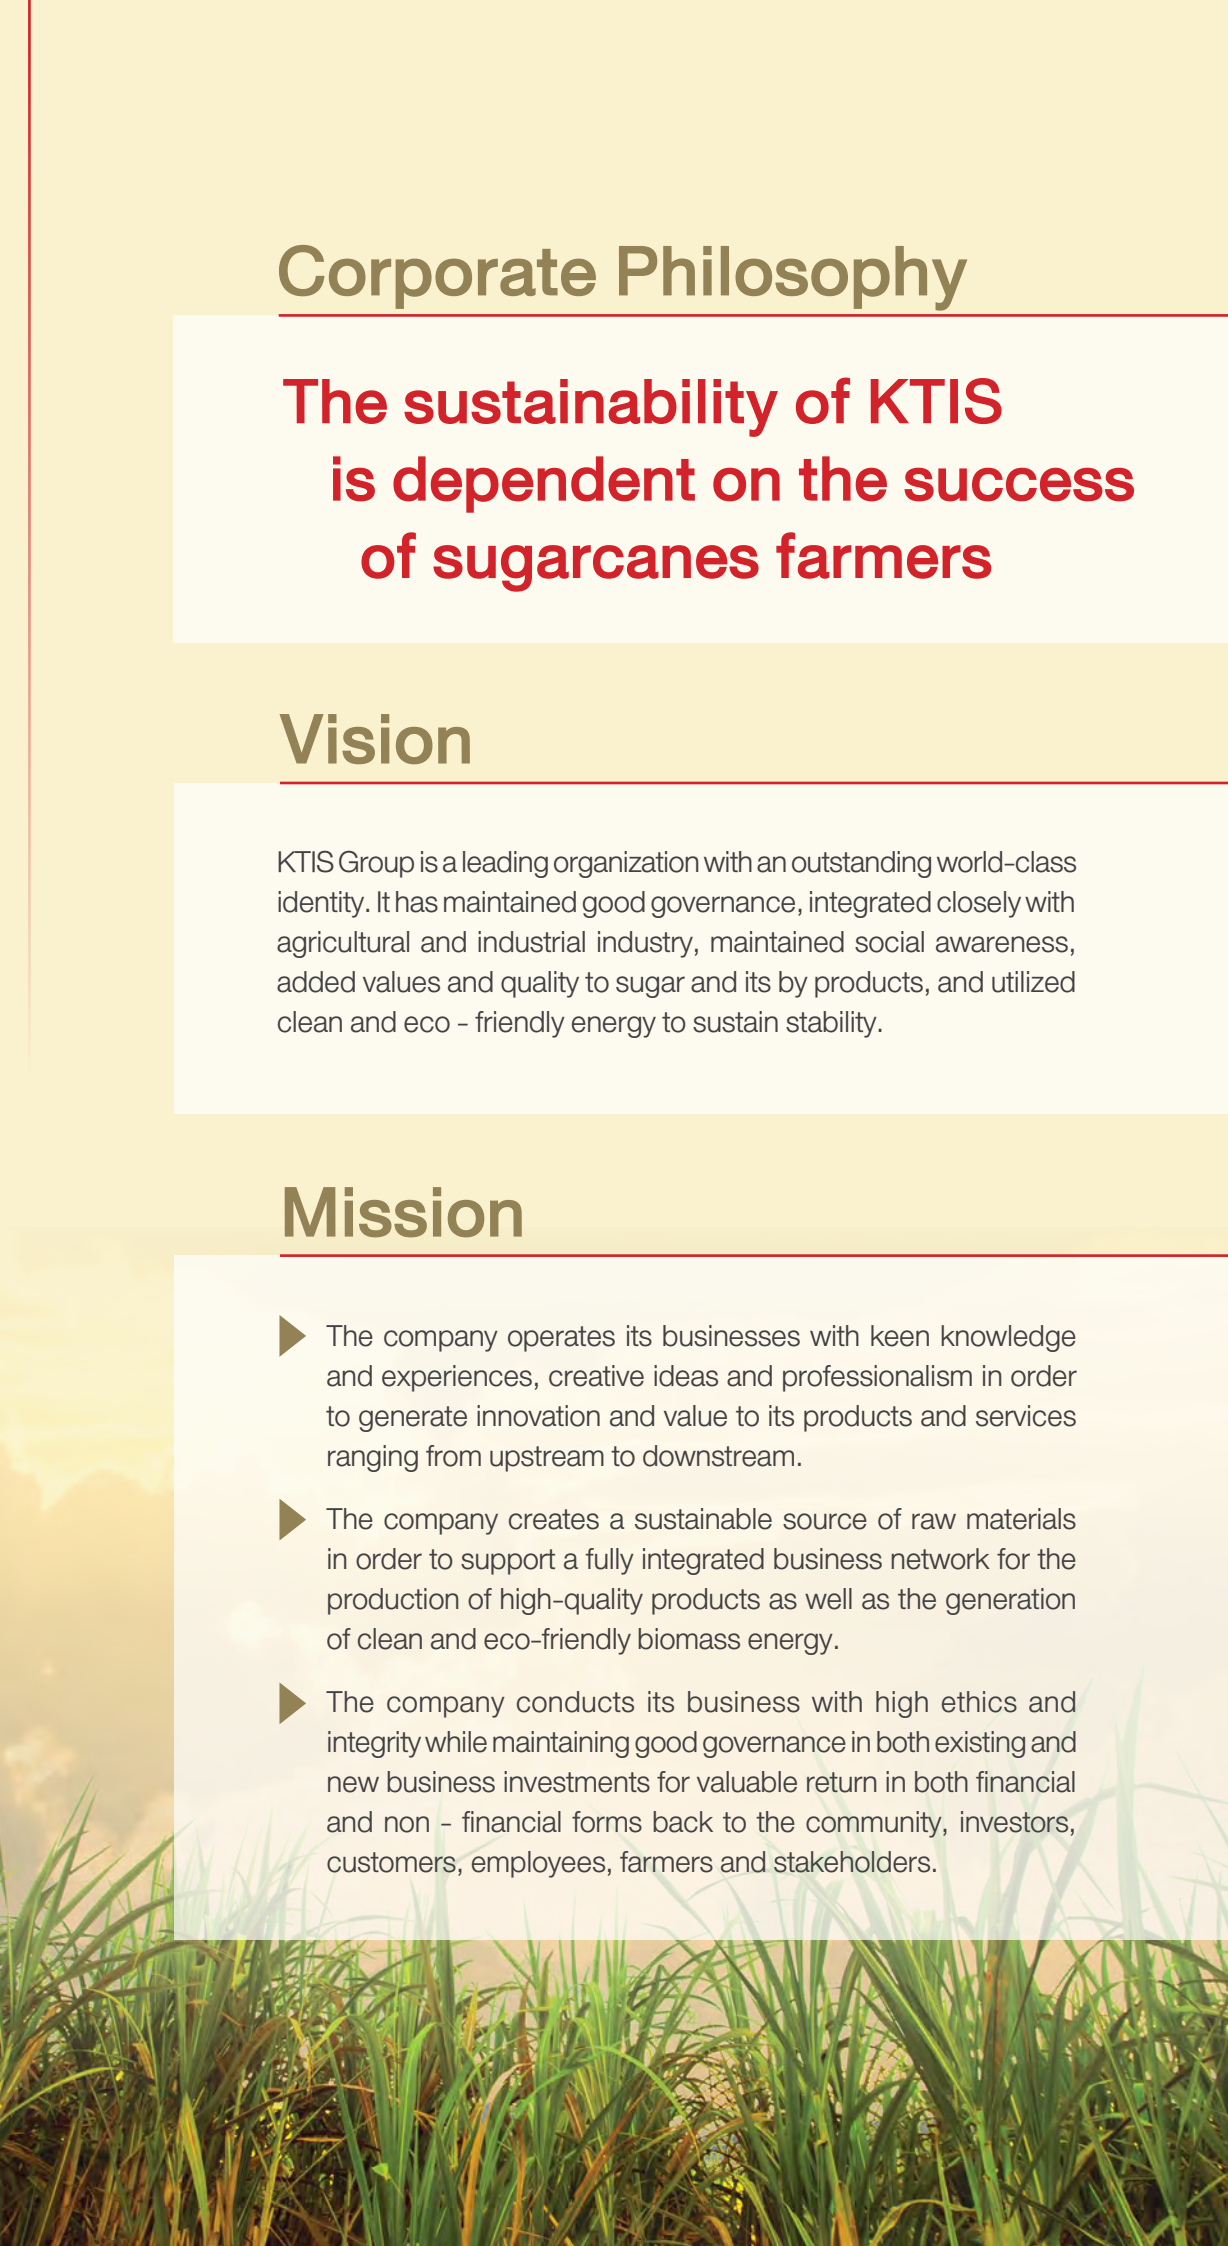 Corporate Philosophy
The sustainability of KTIS
is dependent on the success
of sugarcanes farmers
Vision
KTIS Group is a leading organization with an outstanding world-class
identity. It has maintained good governance, integrated closely with
agricultural and industrial industry, maintained social awareness,
added values and quality to sugar and its by products, and utilized
clean and eco - friendly energy to sustain stability.
Mission
The company operates its businesses with keen knowledge
and experiences, creative ideas and professionalism in order
to generate innovation and value to its products and services
ranging from upstream to downstream.
The company creates a sustainable source of raw materials
in order to support a fully integrated business network for the
production of high-quality products as well as the generation
of clean and eco-friendly biomass energy.
The company conducts its business with high ethics and
integrity while maintaining good governance in both existing and
new business investments for valuable return in both financial
and non - financial forms back to the community, investors,
customers, employees, farmers and stakeholders.